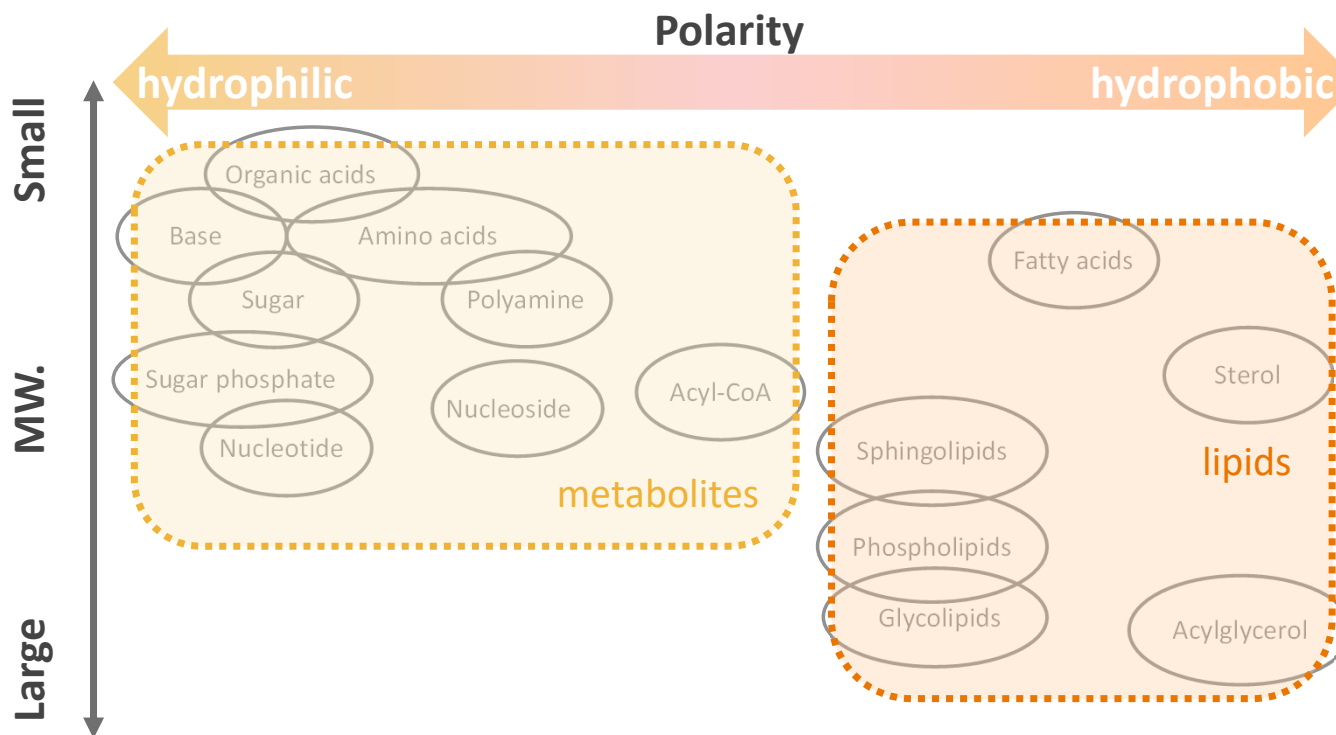 Polarity
hydrophilic
hydrophobic
Small
MW.
Large
Organic acids
Base
Amino acids
Sugar
Polyamine
Sugar phosphate
Nucleoside
Acyl-CoA
Nucleotide
metabolites
Fatty acids
Sterol
Sphingolipids
lipids
Phospholipids
Glycolipids
Acylglycerol